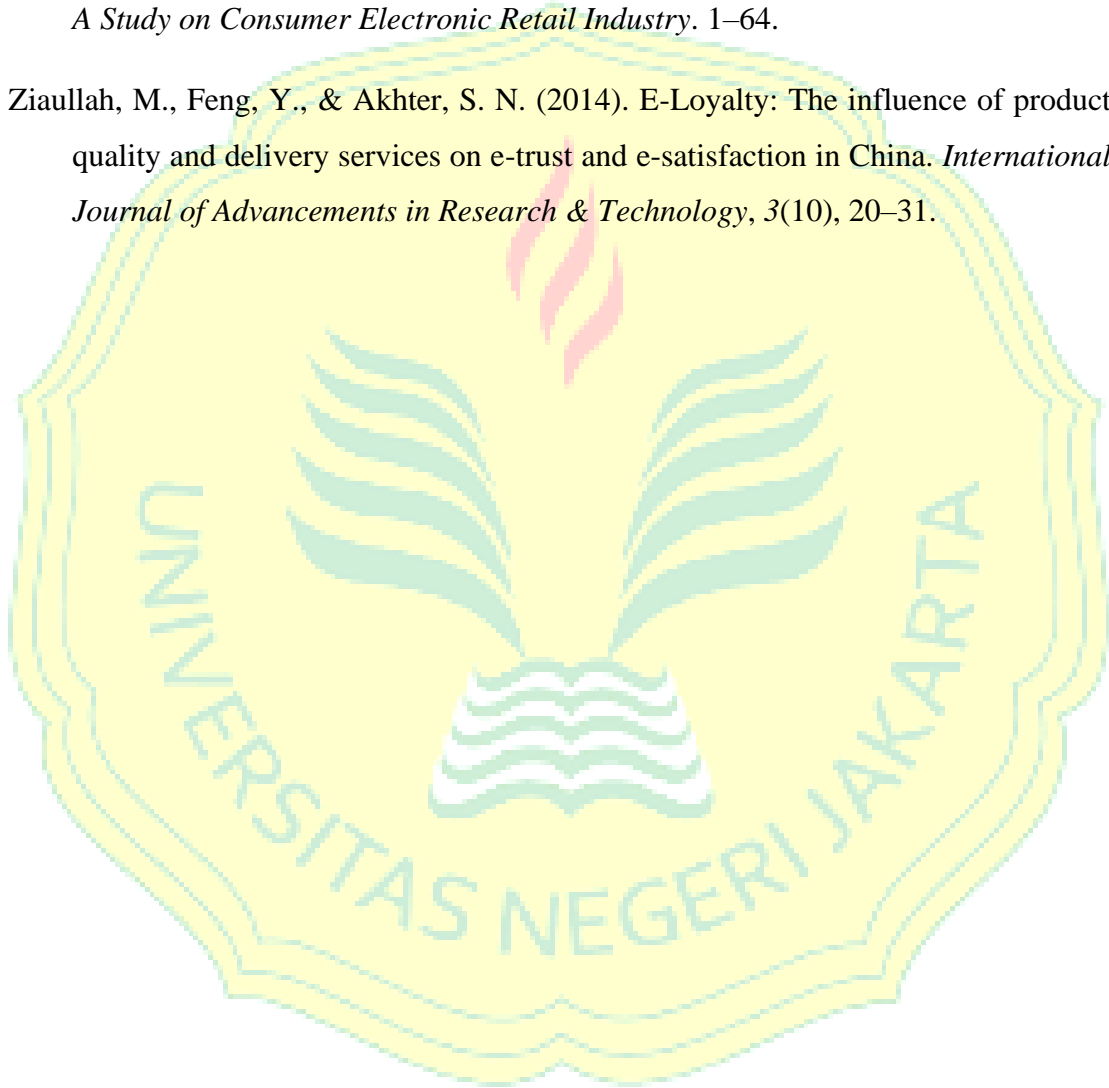 A Study on Consumer Electronic Retail Industry. 1–64.
Ziaullah, M., Feng, Y., & Akhter, S. N. (2014). E-Loyalty: The influence of product
quality and delivery services on e-trust and e-satisfaction in China. International
Journal of Advancements in Research & Technology, 3(10), 20–31.
UNIVERSITAS NEGERI JAKARTA